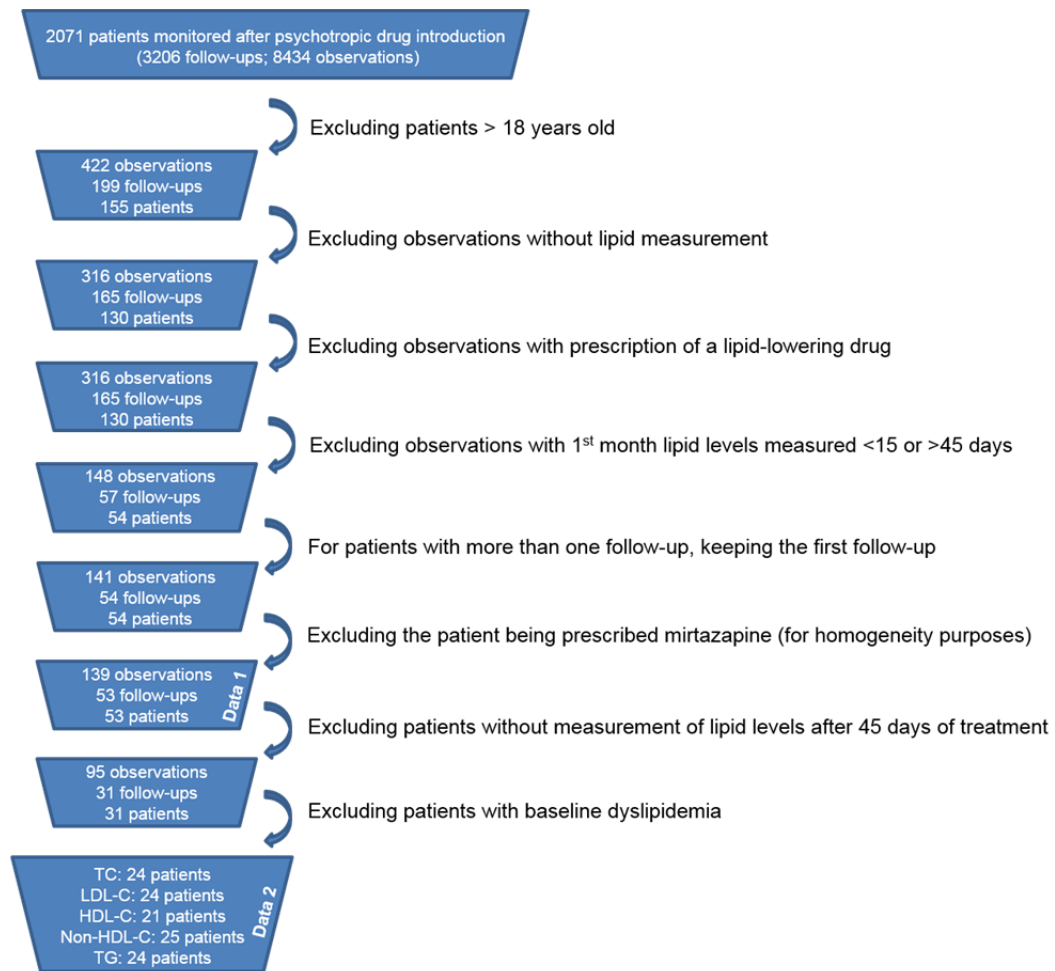 2071 patients monitored after psychotropic drug introduction
(3206 follow-ups; 8434 observations)
Excluding patients > 18 years old
422 observations
199 follow-ups
155 patients
Excluding observations without lipid measurement
316 observations
165 follow-ups
130 patients
Excluding observations with prescription of a lipid-lowering drug
316 observations
165 follow-ups
130 patients
Excluding observations with 1st month lipid levels measured <15 or >45 days
148 observations
57 follow-ups
54 patients
For patients with more than one follow-up, keeping the first follow-up
141 observations
54 follow-ups
54 patients
Excluding the patient being prescribed mirtazapine (for homogeneity purposes)
139 observations
53 follow-ups
53 patients
Data 1
Excluding patients without measurement of lipid levels after 45 days of treatment
95 observations
31 follow-ups
31 patients
Excluding patients with baseline dyslipidemia
TC: 24 patients
LDL-C: 24 patients
HDL-C: 21 patients
Non-HDL-C: 25 patients
TG: 24 patients
Data 2